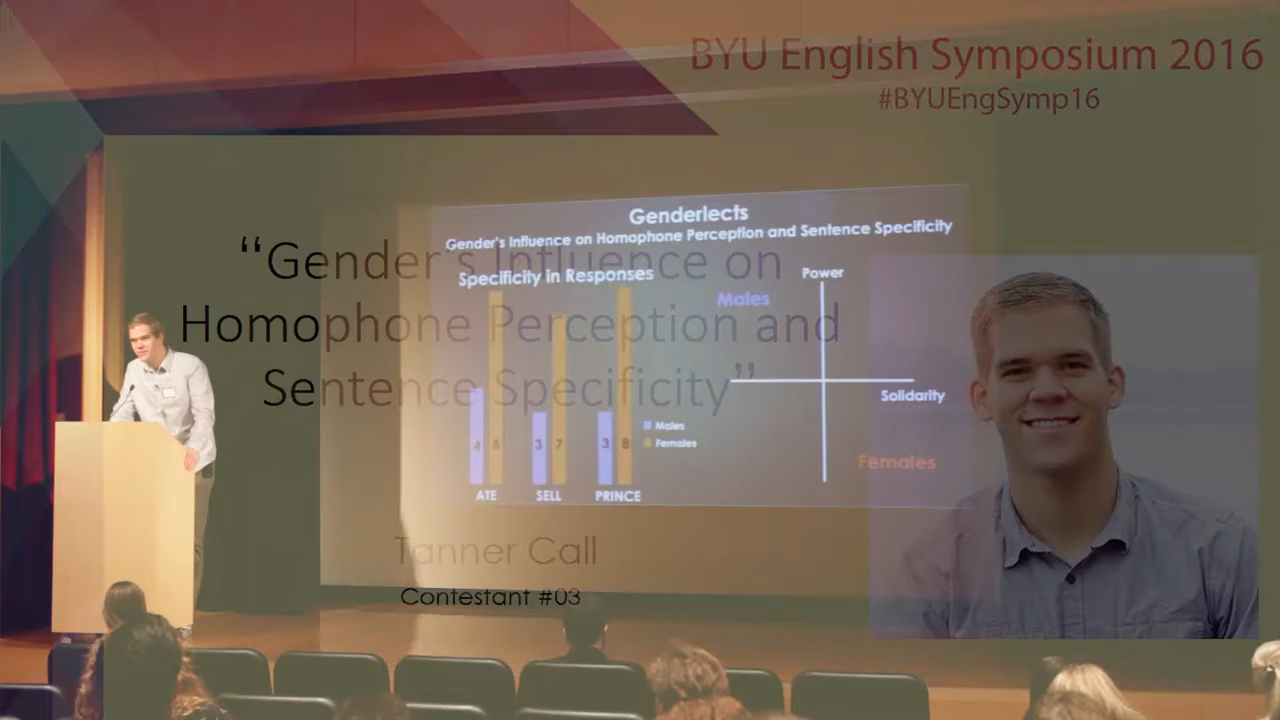 BYU English Symposium 2016
#BYUEngSymp16
“Gender's Influence on
Homophone Perception and
Sentence Specificity”
Tanner Call
Contestant #03
Genderlects
Gender's Influence on Homophone Perception and Sentence Specificity
Specificity in Responses
4
3 7
3 8
ATE SELL PRINCE
Males
Females
Power
Males
Solidarity
Females